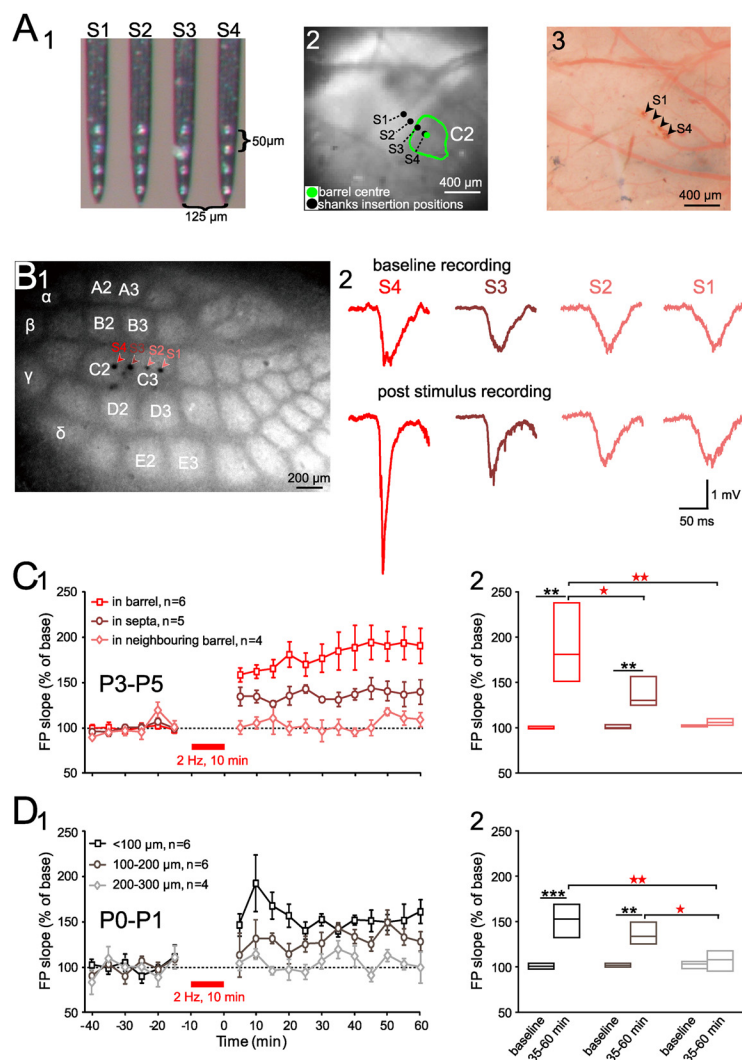 A1
S1 S2 S3 S4
50µm
125 µm
2
S1
S2
S3
S4
C2
400 µm
barrel centre
shanks insertion positions
3
S1
S4
400 µm
B1
α
A2 A3
β
B2 B3
S4 S2 S1
γ
C2 C3
D2 D3
δ
E2 E3
200 µm
2
baseline recording
S4 S3 S2 S1
post stimulus recording
1 mV
50 ms
C1
FP slope (% of base)
250
200
150
100
50
in barrel, n=6
in septa, n=5
in neighbouring barrel, n=4
P3-P5
2 Hz, 10 min
2
FP slope (% of base)
250
200
150
100
50
**
★
★★
**
D1
FP slope (% of base)
250
200
150
100
50
<100 µm, n=6
100-200 µm, n=6
200-300 µm, n=4
P0-P1
2 Hz, 10 min
-40 -30 -20 -10 0 10 20 30 40 50 60
Time (min)
2
FP slope (% of base)
250
200
150
100
50
***
★★
**
★
baseline
35-60 min
baseline
35-60 min
baseline
35-60 min